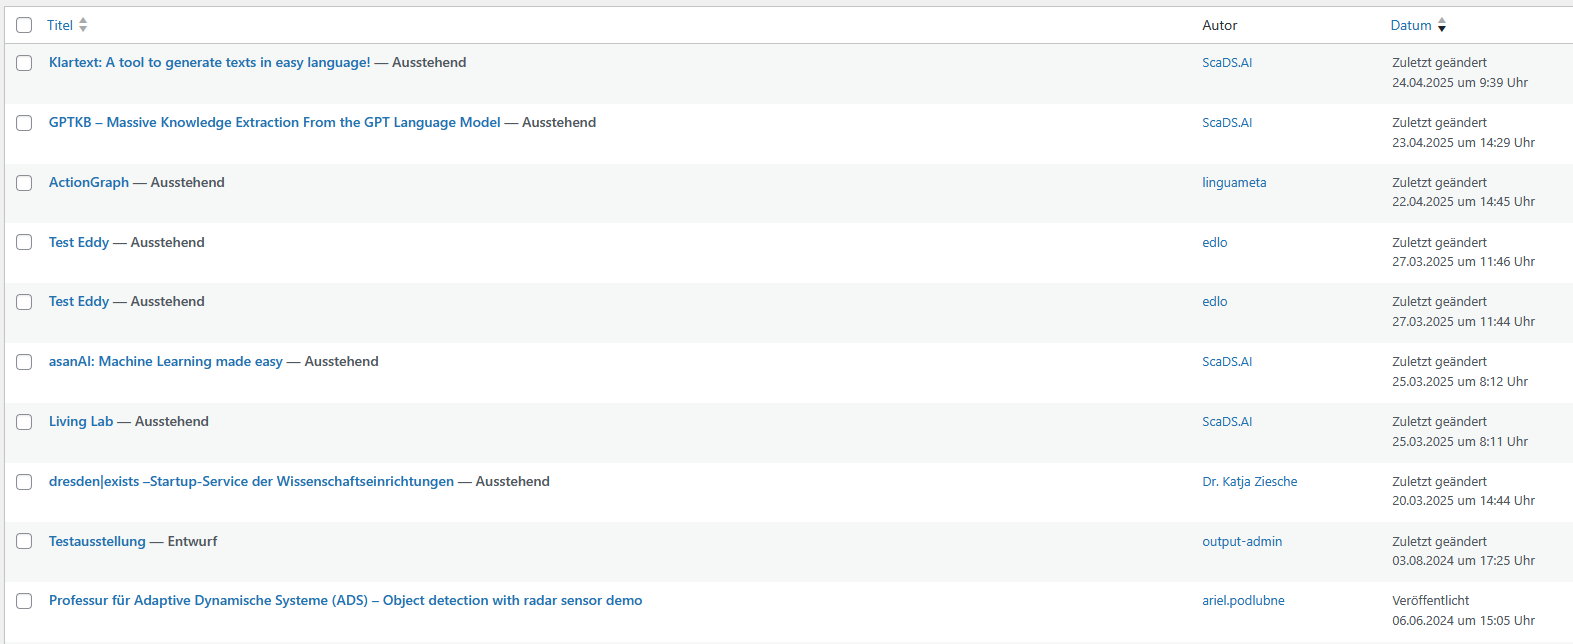 Titel Autor Datum
Klartext: A tool to generate texts in easy language! — Ausstehend ScaDS.AI Zuletzt geändert
24.04.2025 um 9:39 Uhr
GPTKB – Massive Knowledge Extraction From the GPT Language Model — Ausstehend ScaDS.AI Zuletzt geändert
23.04.2025 um 14:29 Uhr
ActionGraph — Ausstehend linguameta Zuletzt geändert
22.04.2025 um 14:45 Uhr
Test Eddy — Ausstehend edlo Zuletzt geändert
27.03.2025 um 11:46 Uhr
Test Eddy — Ausstehend edlo Zuletzt geändert
27.03.2025 um 11:44 Uhr
asanAI: Machine Learning made easy — Ausstehend ScaDS.AI Zuletzt geändert
25.03.2025 um 8:12 Uhr
Living Lab — Ausstehend ScaDS.AI Zuletzt geändert
25.03.2025 um 8:11 Uhr
dresden|exists –Startup-Service der Wissenschaftseinrichtungen — Ausstehend Dr. Katja Ziesche Zuletzt geändert
20.03.2025 um 14:44 Uhr
Testausstellung — Entwurf output-admin Zuletzt geändert
03.08.2024 um 17:25 Uhr
Professur für Adaptive Dynamische Systeme (ADS) – Object detection with radar sensor demo ariel.podlubne Veröffentlicht
06.06.2024 um 15:05 Uhr